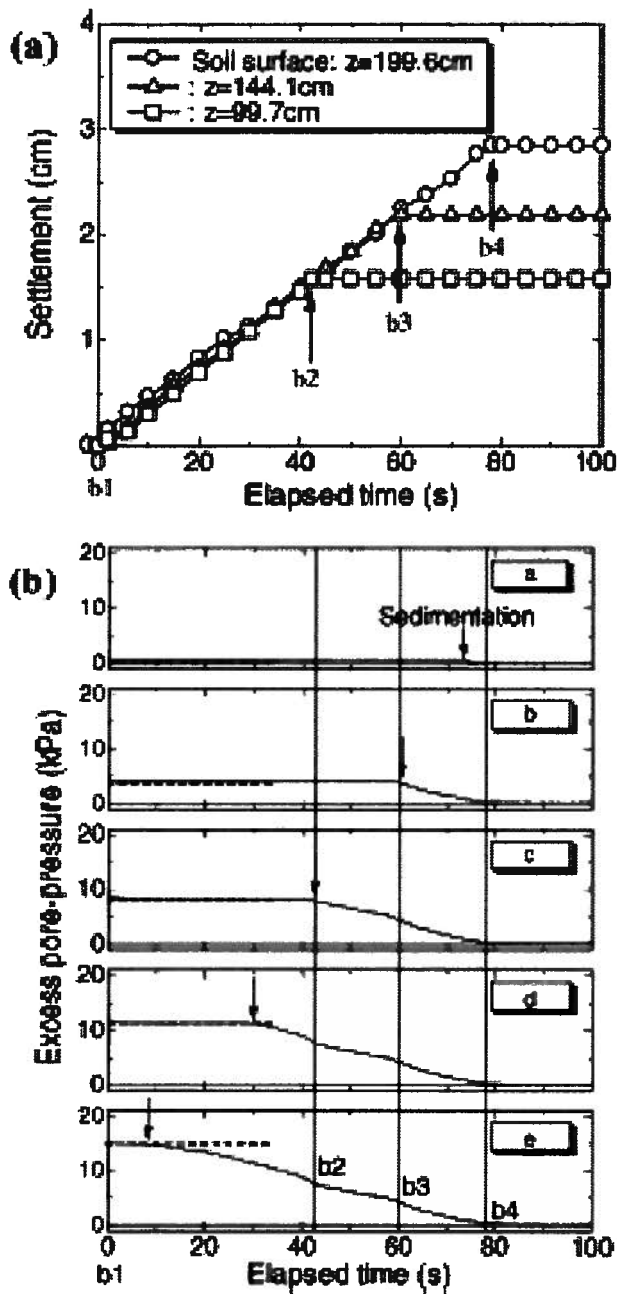 (a)
Soil surface: z=199.6cm
: z=144.1cm
: z=99.7cm
4
3
2
1
0
Settlement (cm)
b4
b3
b2
0 20 40 60 80 100
b1
Elapsed time (s)
(b)
20
10
0
a
Sedimentation
20
10
0
b
20
10
0
c
20
10
0
d
20
10
0
e
b2
b3
b4
Excess pore-pressure (kPa)
0 20 40 60 80 100
b1
Elapsed time (s)